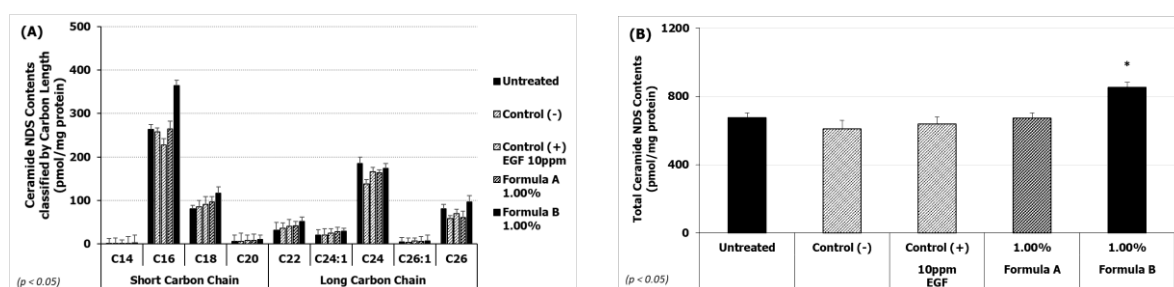 (A)
Ceramide NDS Contents
classified by Carbon Length
(pmol/mg protein)
500
400
300
200
100
0
C14 C16 C18 C20 C22 C24:1 C24 C26:1 C26
Short Carbon Chain Long Carbon Chain
(p < 0.05)
Untreated
Control (-)
Control (+)
EGF 10ppm
Formula A
1.00%
Formula B
1.00%
(B)
Total Ceramide NDS Contents
(pmol/mg protein)
1200
800
400
0
*
Untreated Control (-) Control (+) 1.00% 1.00%
10ppm Formula A Formula B
EGF
(p < 0.05)